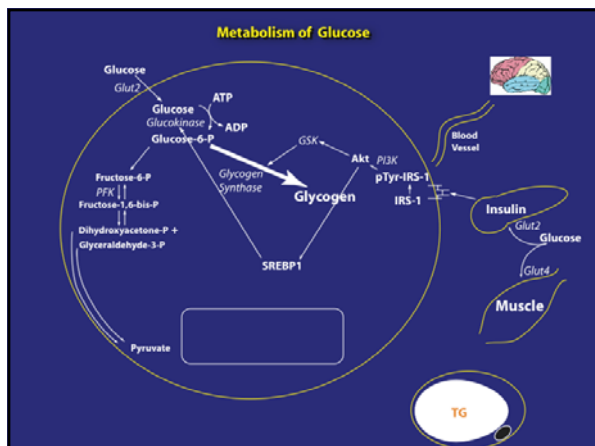 Metabolism of Glucose
Glucose
Glut2
Glucose
Glucokinase
Glucose-6-P
ATP
ADP
Fructose-6-P
PFK
Fructose-1,6-bis-P
Dihydroxyacetone-P +
Glyceraldehyde-3-P
Pyruvate
Glycogen
Synthase
Glycogen
GSK
Akt
PI3K
pTyr-IRS-1
IRS-1
SREBP1
Blood
Vessel
Insulin
Glut2
Glucose
Glut4
Muscle
TG